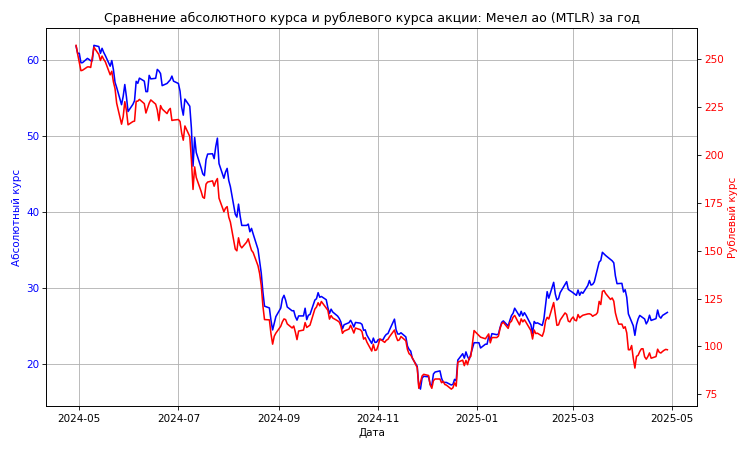 Сравнение абсолютного курса и рублевого курса акции: Мечел ао (MTLR) за год
Абсолютный курс
60
50
40
30
20
250
225
200
175
150
125
100
75
Рублевый курс
2024-05 2024-07 2024-09 2024-11 2025-01 2025-03 2025-05
Дата